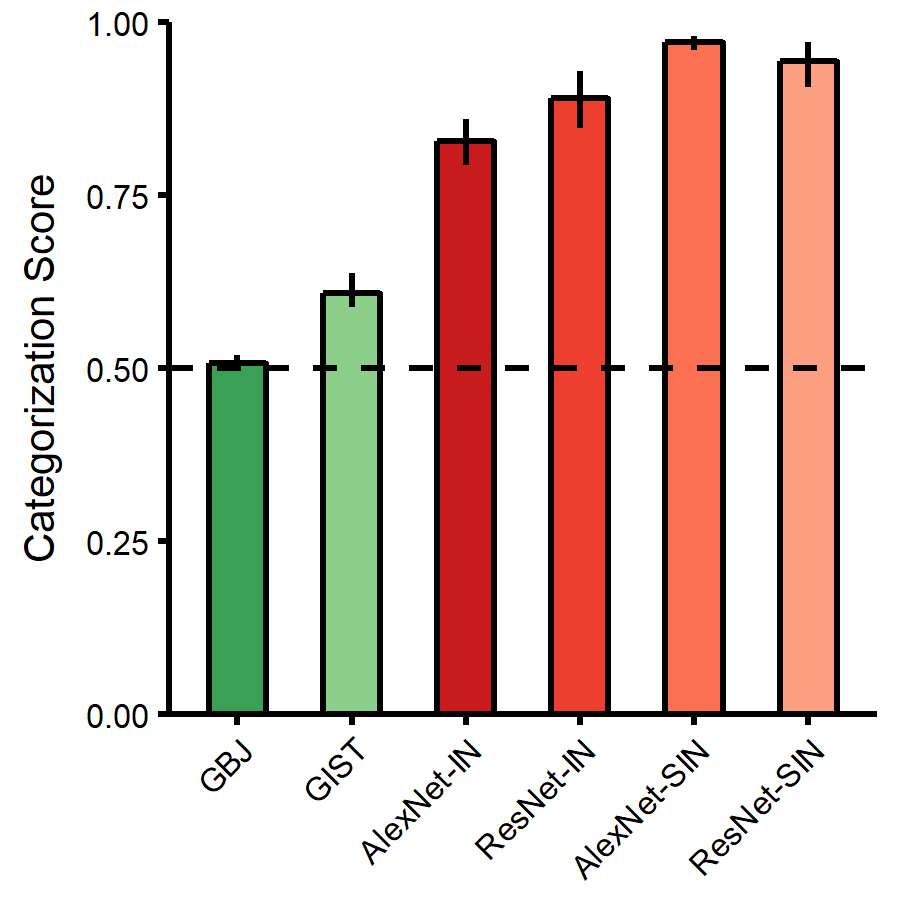 Categorization Score
1.00
0.75
0.50
0.25
0.00
GBJ
GIST
AlexNet-IN
ResNet-IN
AlexNet-SIN
ResNet-SIN